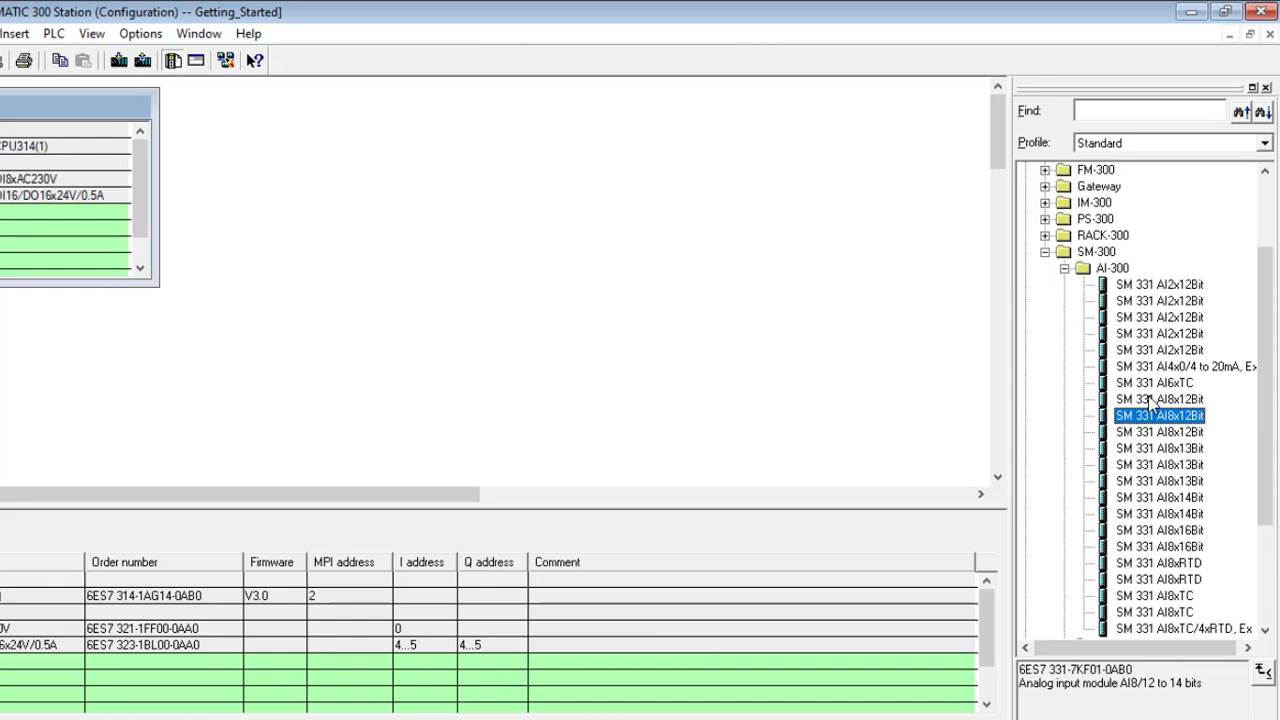 MATIC 300 Station (Configuration) -- Getting_Started]
Insert PLC View Options Window Help
CPU314(1)
DI8xAC230V
DI16/DO16x24V/0.5A
Find:
Profile: Standard
FM-300
Gateway
IM-300
PS-300
RACK-300
SM-300
AI-300
SM 331 AI2x12Bit
SM 331 AI2x12Bit
SM 331 AI2x12Bit
SM 331 AI2x12Bit
SM 331 AI2x12Bit
SM 331 AI4x0/4 to 20mA, Ex
SM 331 AI6xTC
SM 331 AI8x12Bit
SM 331 AI8x12Bit
SM 331 AI8x12Bit
SM 331 AI8x13Bit
SM 331 AI8x13Bit
SM 331 AI8x13Bit
SM 331 AI8x14Bit
SM 331 AI8x14Bit
SM 331 AI8x16Bit
SM 331 AI8x16Bit
SM 331 AI8xRTD
SM 331 AI8xRTD
SM 331 AI8xTC
SM 331 AI8xTC
SM 331 AI8xTC/4xRTD, Ex
6ES7 331-7KF01-0AB0
Analog input module AI8/12 to 14 bits
Order number Firmware MPI address I address Q address Comment
) 6ES7 314-1AG14-0AB0 V3.0 2
0V 6ES7 321-1FF00-0AA0 0
6x24V/0.5A 6ES7 323-1BL00-0AA0 4...5 4...5